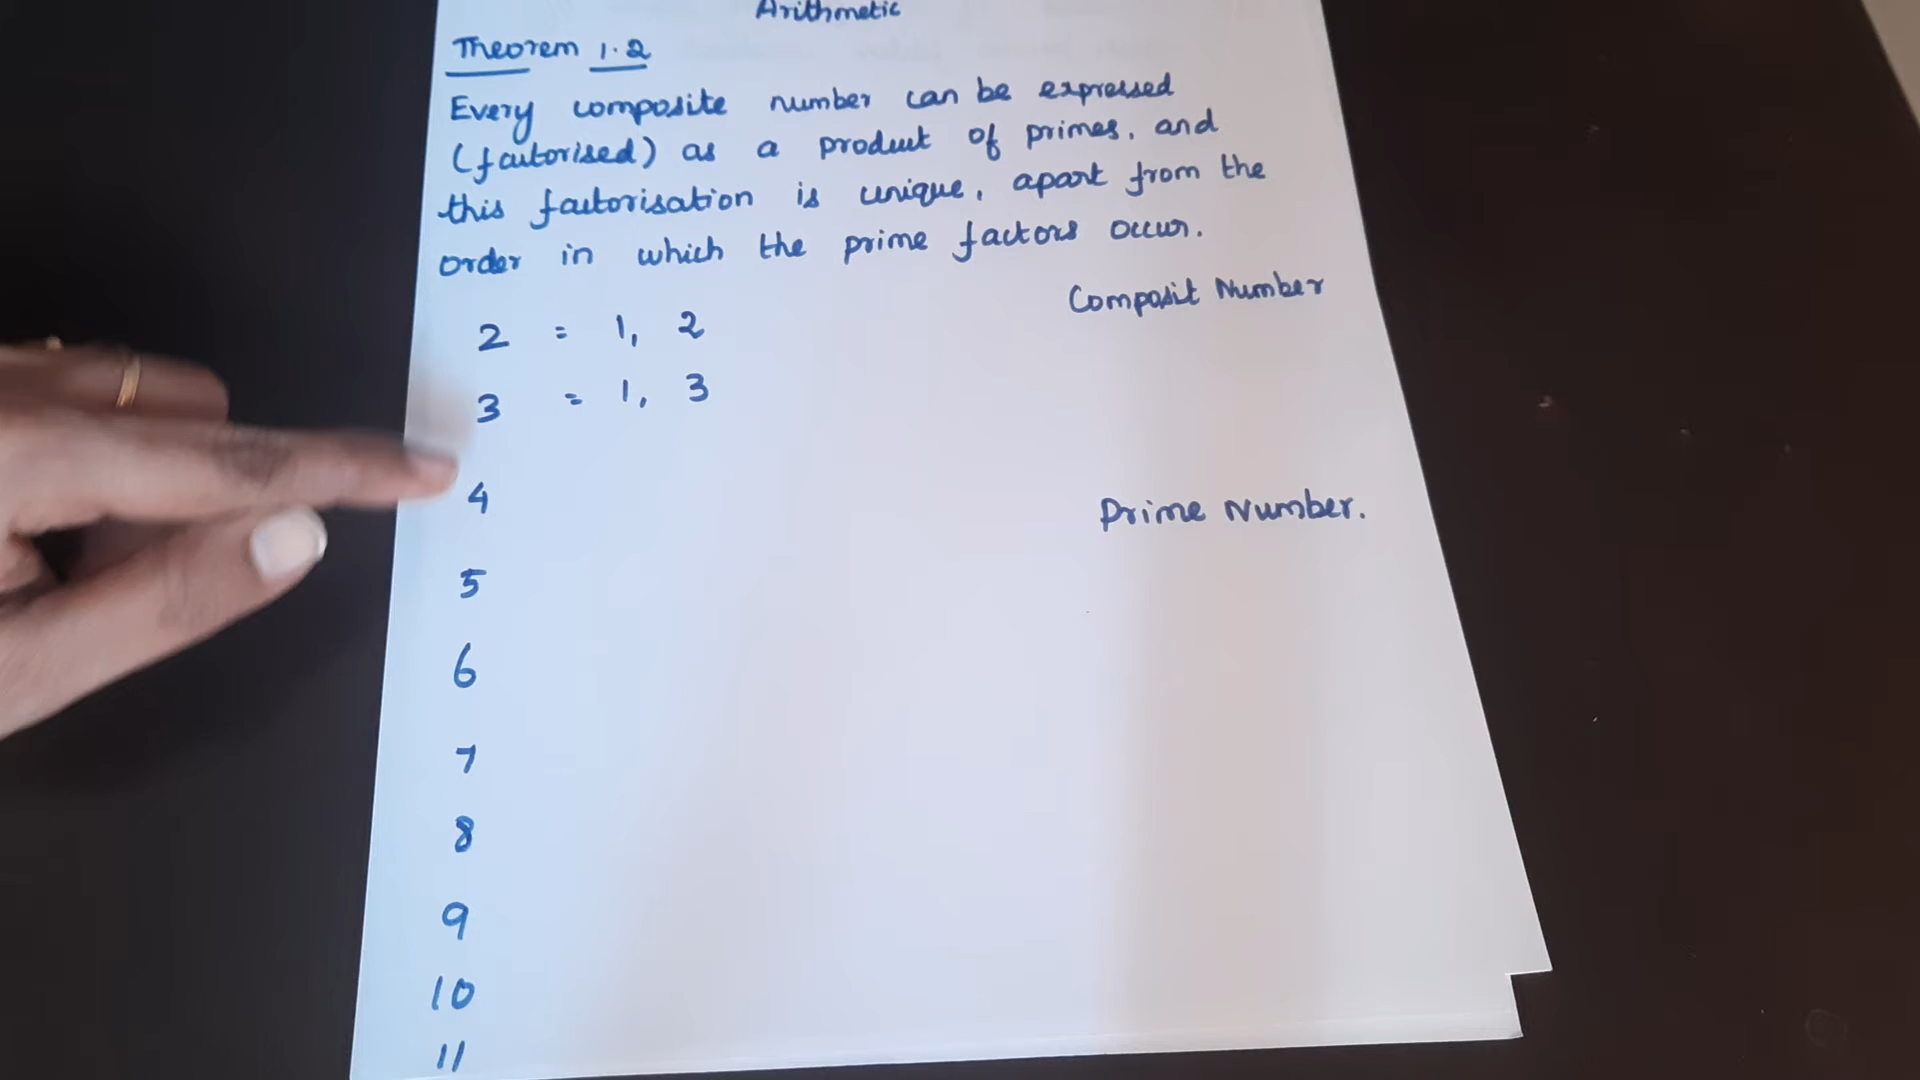 Arithmetic
Theorem 1.2
Every composite number can be expressed
(factorised) as a product of primes, and
this factorisation is unique, apart from the
order in which the prime factors occur.
Composit Number
2 = 1, 2
3 = 1, 3
4
Prime Number.
5
6
7
8
9
10
11